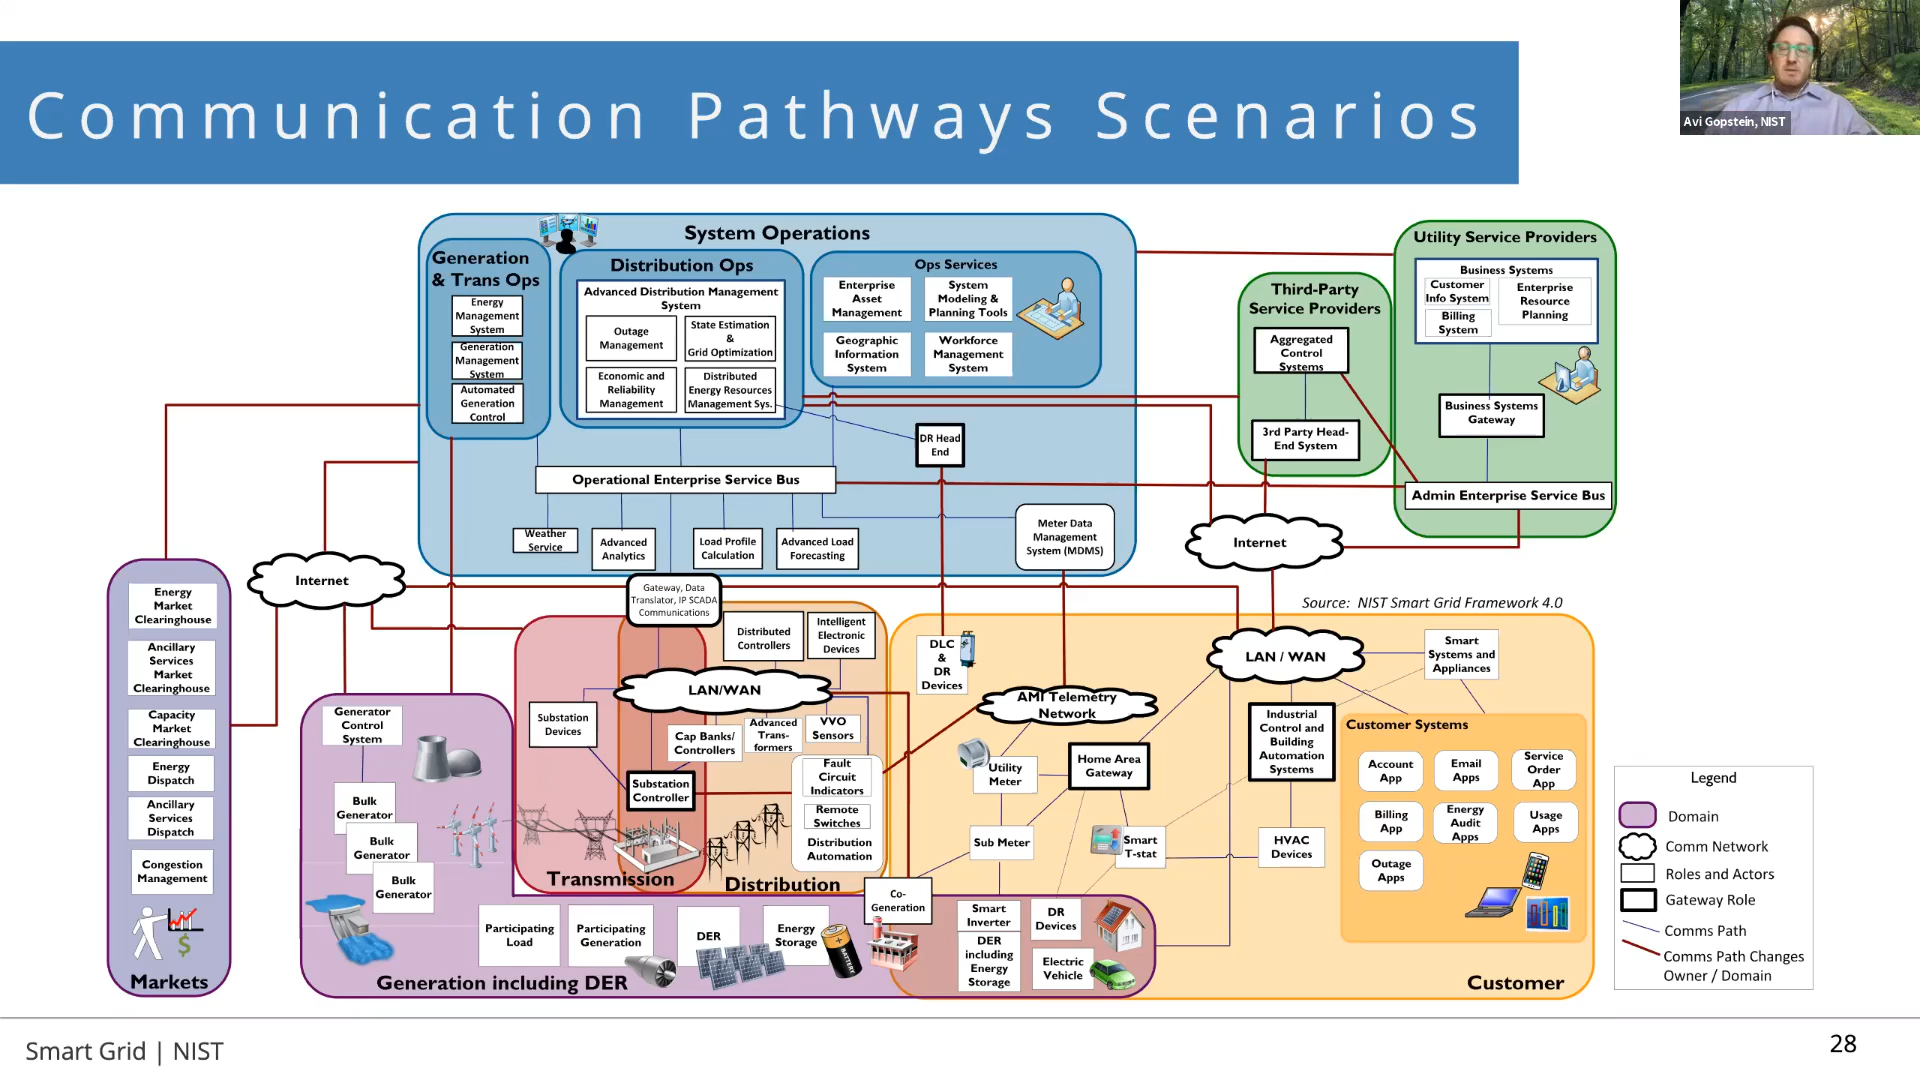 Communication Pathways Scenarios
Avi Gopstein, NIST
System Operations
Generation
& Trans Ops
Energy
Management
System
Generation
Management
System
Automated
Generation
Control
Distribution Ops
Advanced Distribution Management
System
Outage
Management
State Estimation
&
Grid Optimization
Economic and
Reliability
Management
Distributed
Energy Resources
Management Sys.
Ops Services
Enterprise
Asset
Management
System
Modeling &
Planning Tools
Geographic
Information
System
Workforce
Management
System
DR Head
End
Operational Enterprise Service Bus
Weather
Service
Advanced
Analytics
Load Profile
Calculation
Advanced Load
Forecasting
Meter Data
Management
System (MDMS)
Third-Party
Service Providers
Aggregated
Control
Systems
3rd Party Head-
End System
Utility Service Providers
Business Systems
Customer
Info System
Billing
System
Enterprise
Resource
Planning
Business Systems
Gateway
Admin Enterprise Service Bus
Internet
Internet
Source: NIST Smart Grid Framework 4.0
Gateway, Data
Translator, IP SCADA
Communications
Energy
Market
Clearinghouse
Ancillary
Services
Market
Clearinghouse
Capacity
Market
Clearinghouse
Energy
Dispatch
Ancillary
Services
Dispatch
Congestion
Management
Markets
Generator
Control
System
Bulk
Generator
Bulk
Generator
Bulk
Generator
Participating
Load
Participating
Generation
DER
Energy
Storage
BATTERY
Generation including DER
Distributed
Controllers
Intelligent
Electronic
Devices
LAN/WAN
Substation
Devices
Cap Banks/
Controllers
Advanced
Trans-
formers
VVO
Sensors
Substation
Controller
Fault
Circuit
Indicators
Remote
Switches
Distribution
Automation
Transmission
Distribution
Co-
Generation
DLC
&
DR
Devices
AMI Telemetry
Network
Utility
Meter
Home Area
Gateway
Sub Meter
Smart
T-stat
Smart
Inverter
DER
including
Energy
Storage
DR
Devices
Electric
Vehicle
LAN / WAN
Smart
Systems and
Appliances
Industrial
Control and
Building
Automation
Systems
HVAC
Devices
Customer Systems
Account
App
Email
Apps
Service
Order
App
Billing
App
Energy
Audit
Apps
Usage
Apps
Outage
Apps
Customer
Legend
Domain
Comm Network
Roles and Actors
Gateway Role
Comms Path
Comms Path Changes
Owner / Domain
Smart Grid | NIST
28